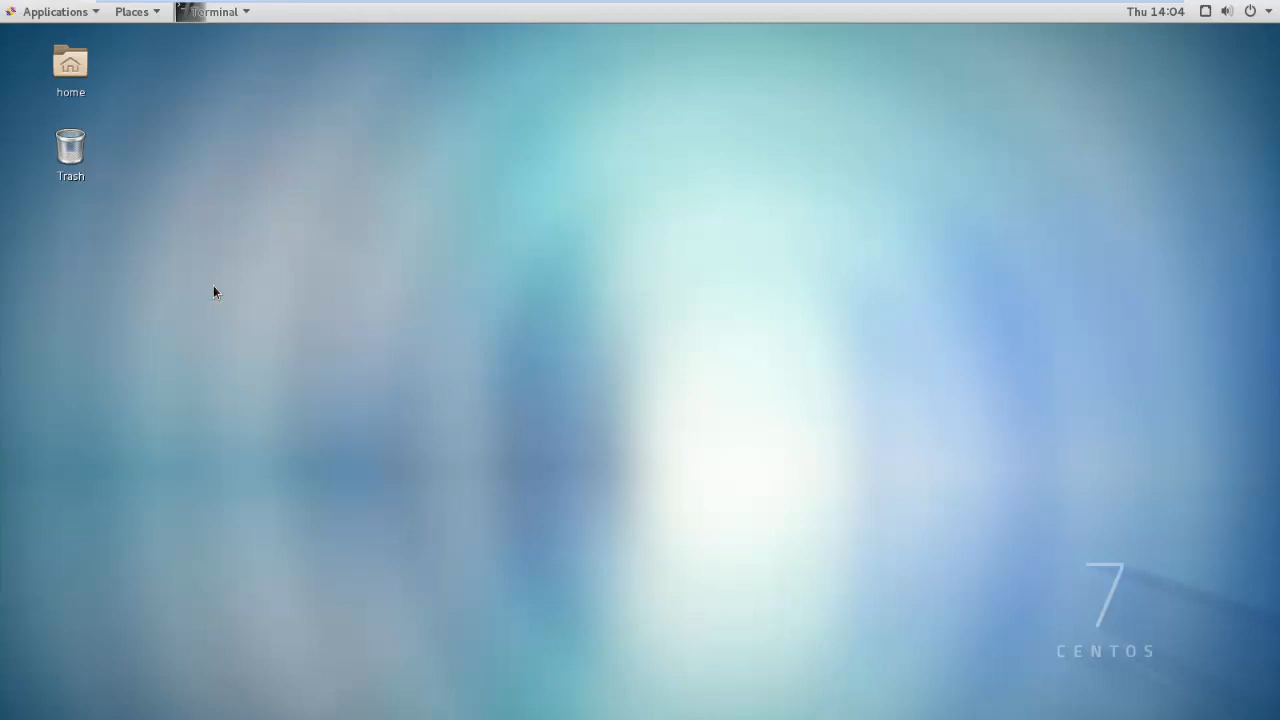 Applications
Places
Terminal
Thu 14:04
home
Trash
7
CENTOS